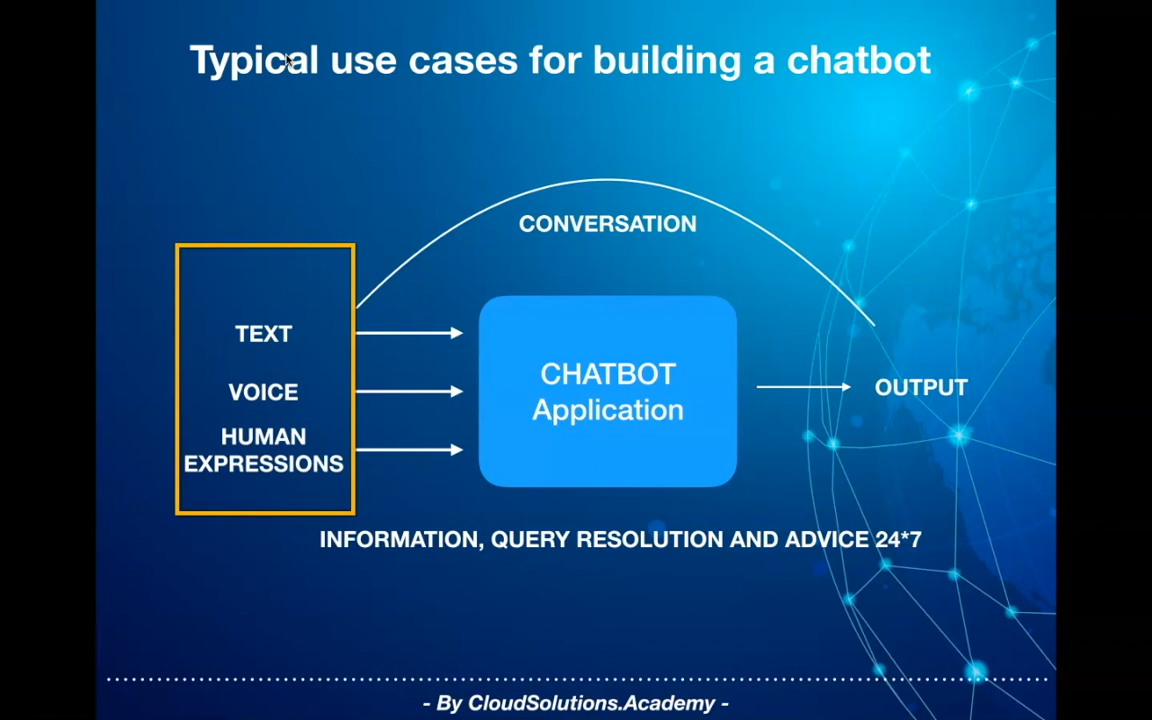 Typical use cases for building a chatbot
CONVERSATION
TEXT
VOICE
HUMAN
EXPRESSIONS
CHATBOT
Application
OUTPUT
INFORMATION, QUERY RESOLUTION AND ADVICE 24*7
- By CloudSolutions.Academy -